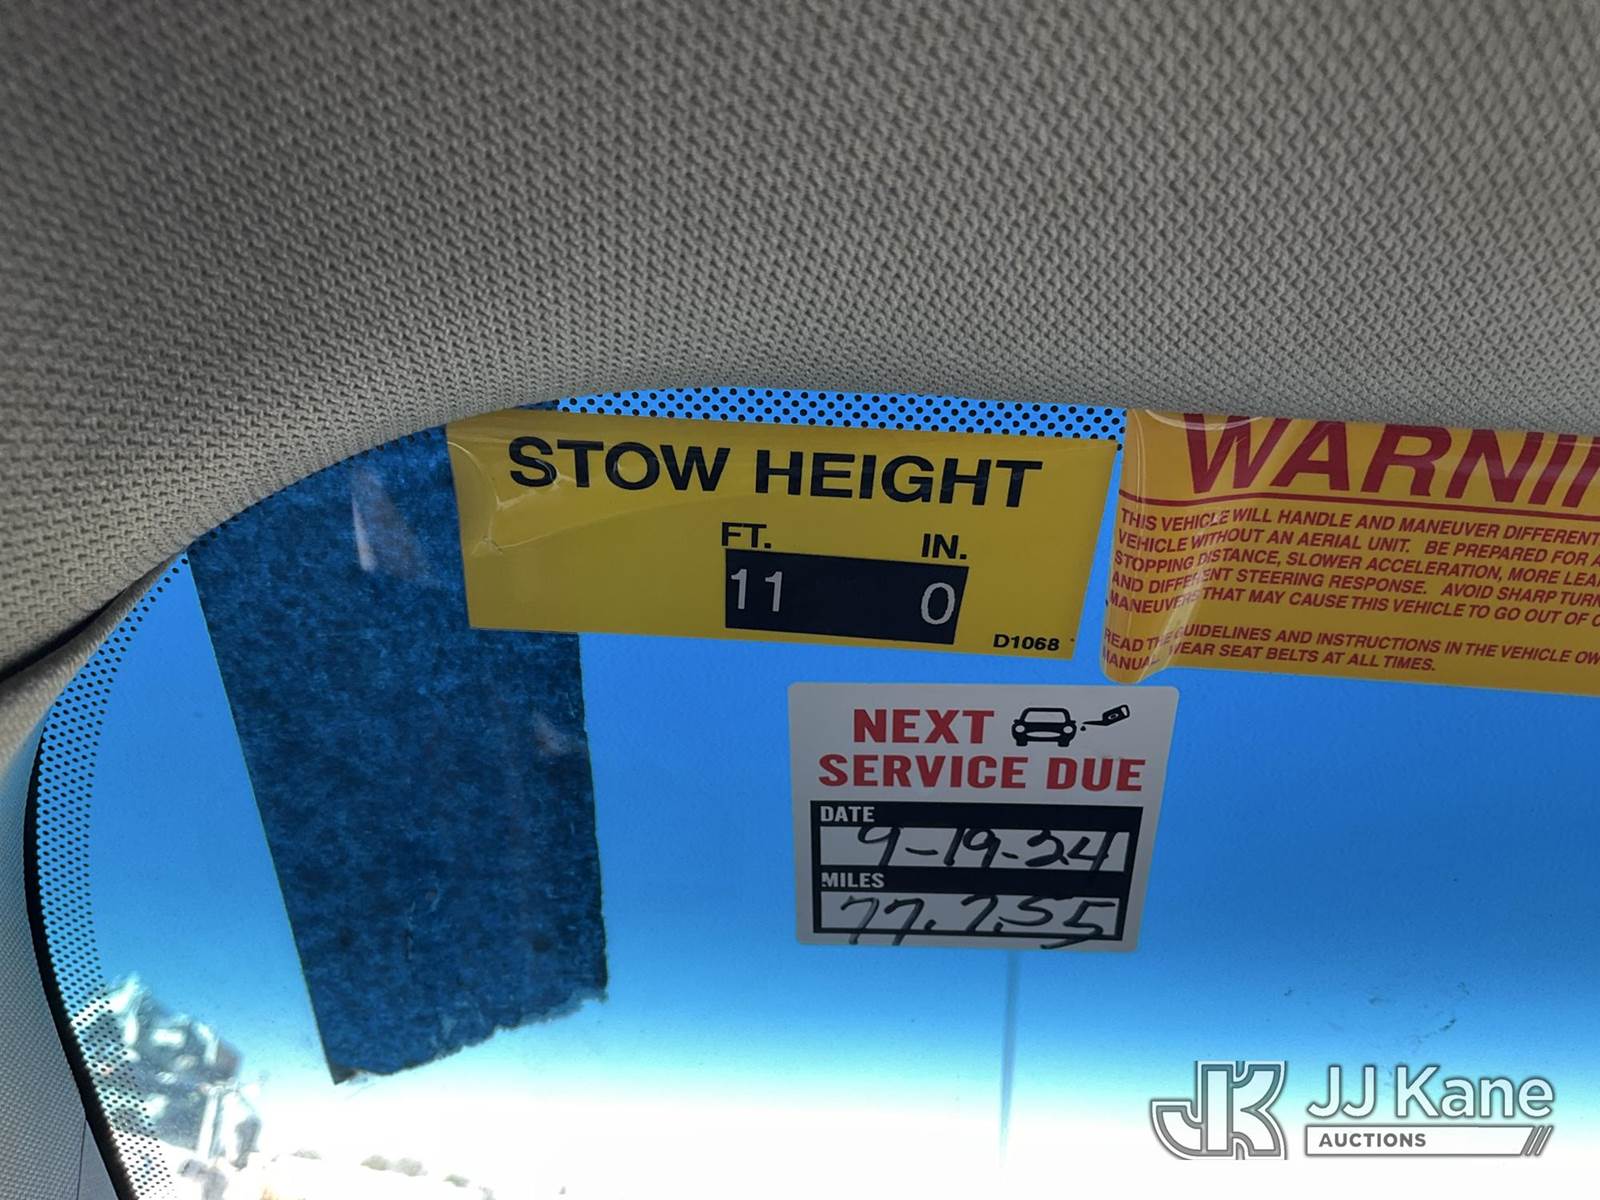 STOW HEIGHT
FT. IN.
11 0
D1068
WARNI
THIS VEHICLE WILL HANDLE AND MANEUVER DIFFERENT
VEHICLE WITHOUT AN AERIAL UNIT. BE PREPARED FOR A
STOPPING DISTANCE, SLOWER ACCELERATION, MORE LEA
AND DIFFERENT STEERING RESPONSE. AVOID SHARP TURN
MANEUVERS THAT MAY CAUSE THIS VEHICLE TO GO OUT OF C
READ THE GUIDELINES AND INSTRUCTIONS IN THE VEHICLE OW
MANUAL. WEAR SEAT BELTS AT ALL TIMES.
NEXT
SERVICE DUE
DATE
9-19-24
MILES
77,755
JK JJ Kane
AUCTIONS